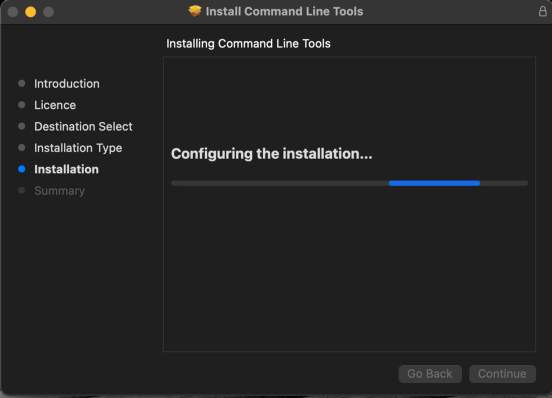 Install Command Line Tools
Installing Command Line Tools
Introduction
Licence
Destination Select
Installation Type
Installation
Summary
Configuring the installation...
Go Back
Continue